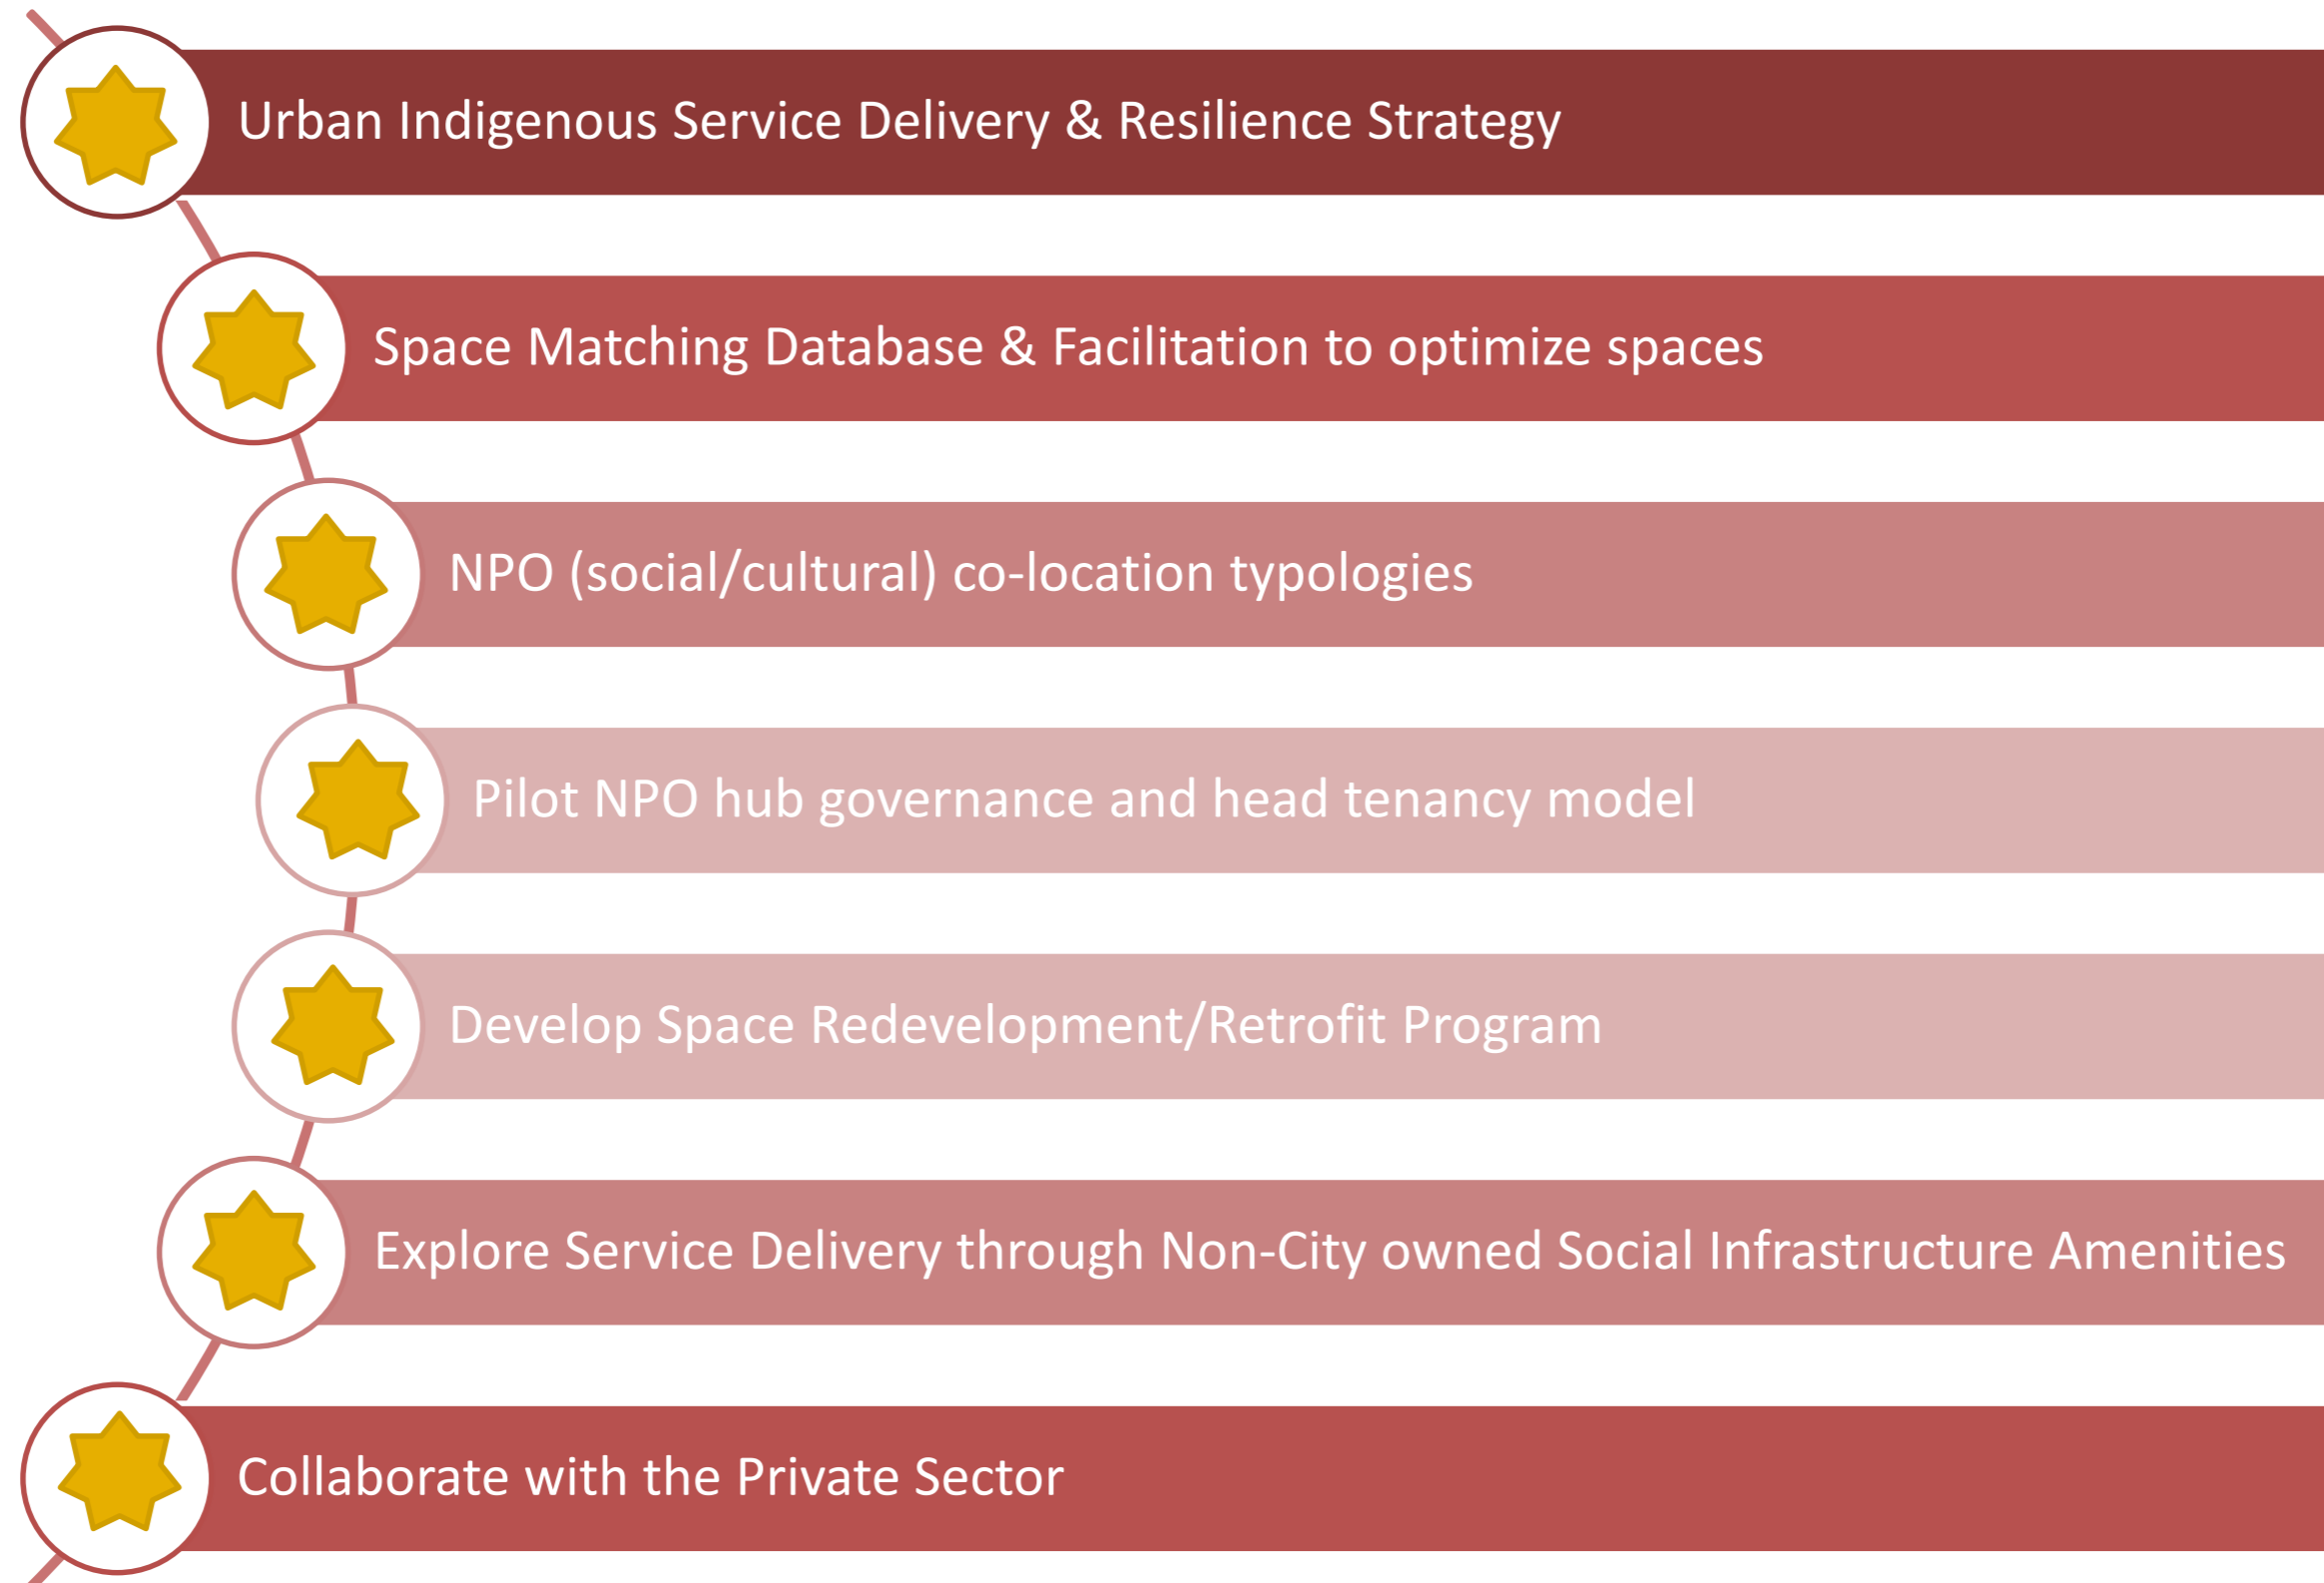 Urban Indigenous Service Delivery & Resilience Strategy
Space Matching Database & Facilitation to optimize spaces
NPO (social/cultural) co-location typologies
Pilot NPO hub governance and head tenancy model
Develop Space Redevelopment/Retrofit Program
Explore Service Delivery through Non-City owned Social Infrastructure Amenities
Collaborate with the Private Sector